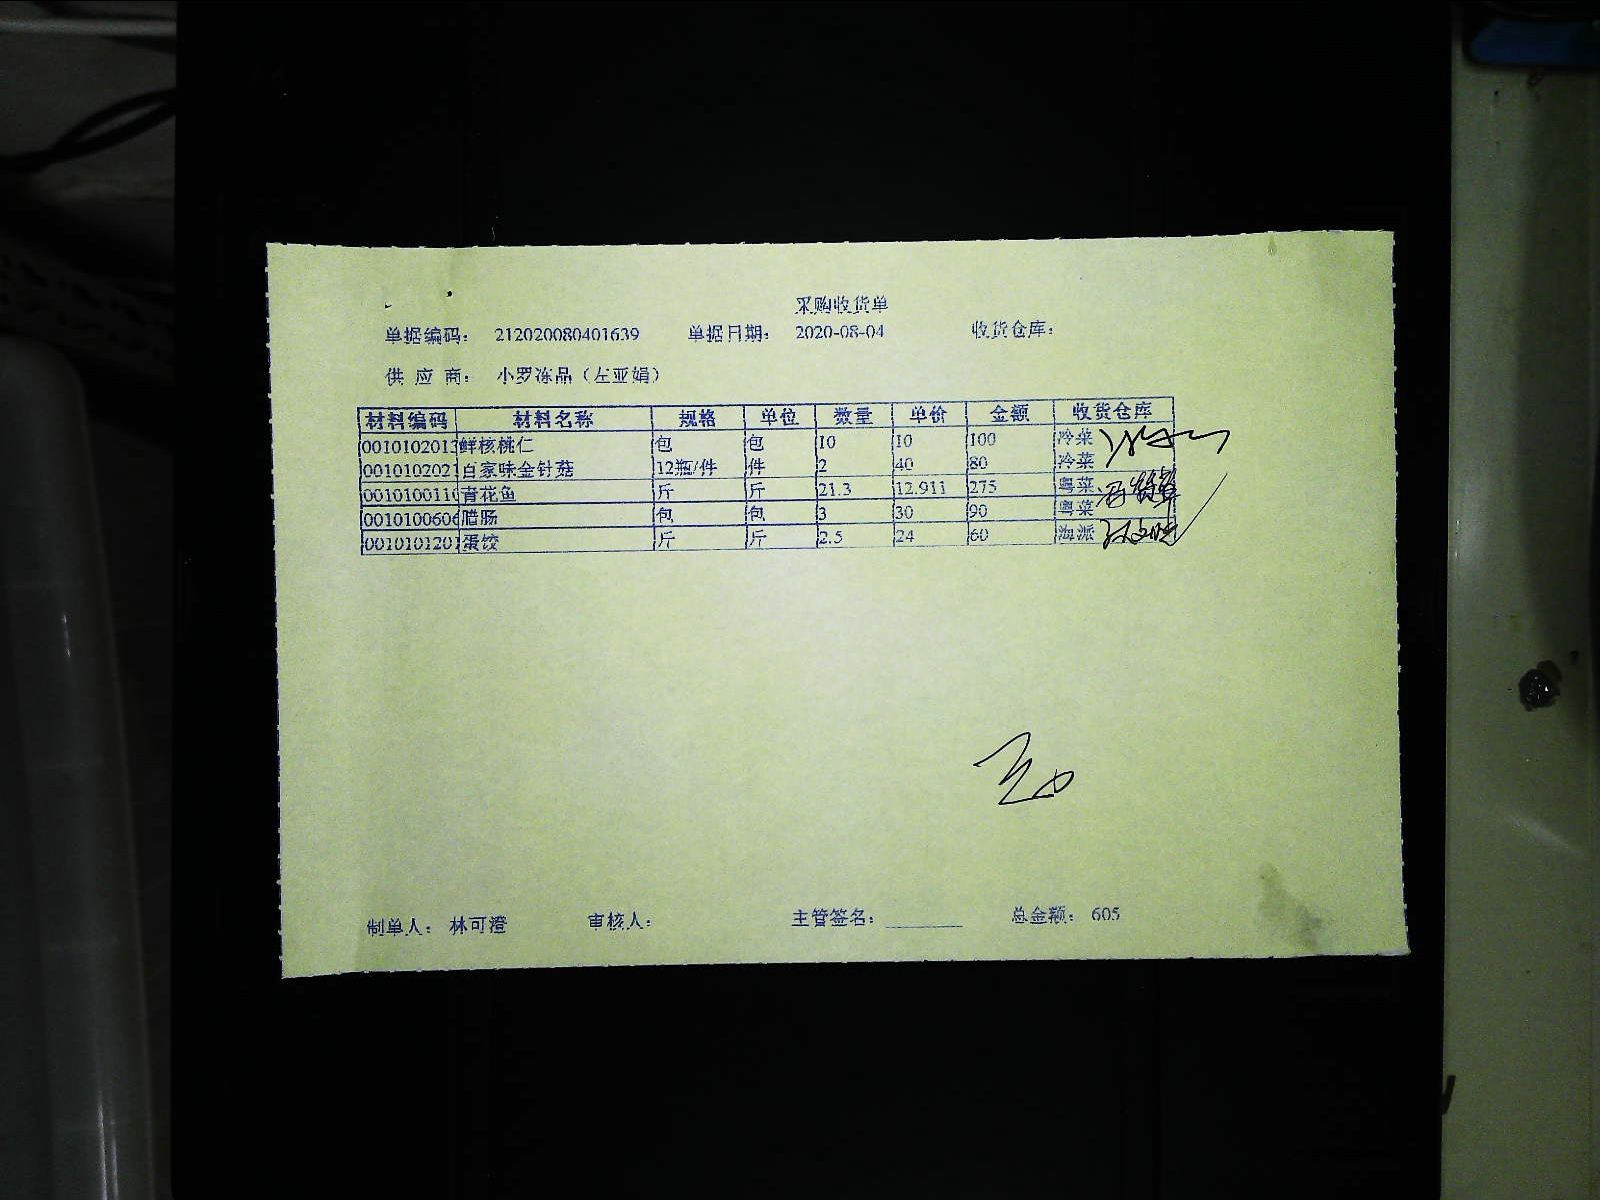 采购收货单
单据编码： 212020080401639 单据日期： 2020-08-04 收货仓库：
供 应 商： 小罗冻品（左亚娟）
材料编码 材料名称 规格 单位 数量 单价 金额 收货仓库
0010102013 鲜核桃仁 包 包 10 10 100 冷菜
0010102021 百家味金针菇 12瓶/件 件 2 40 80 冷菜
0010100110 青花鱼 斤 斤 21.3 12.911 275 粤菜
0010100606 腊肠 包 包 3 30 90 粤菜
0010101201 蛋饺 斤 斤 2.5 24 60 海派
制单人： 林可澄 审核人： 主管签名： 总金额： 605